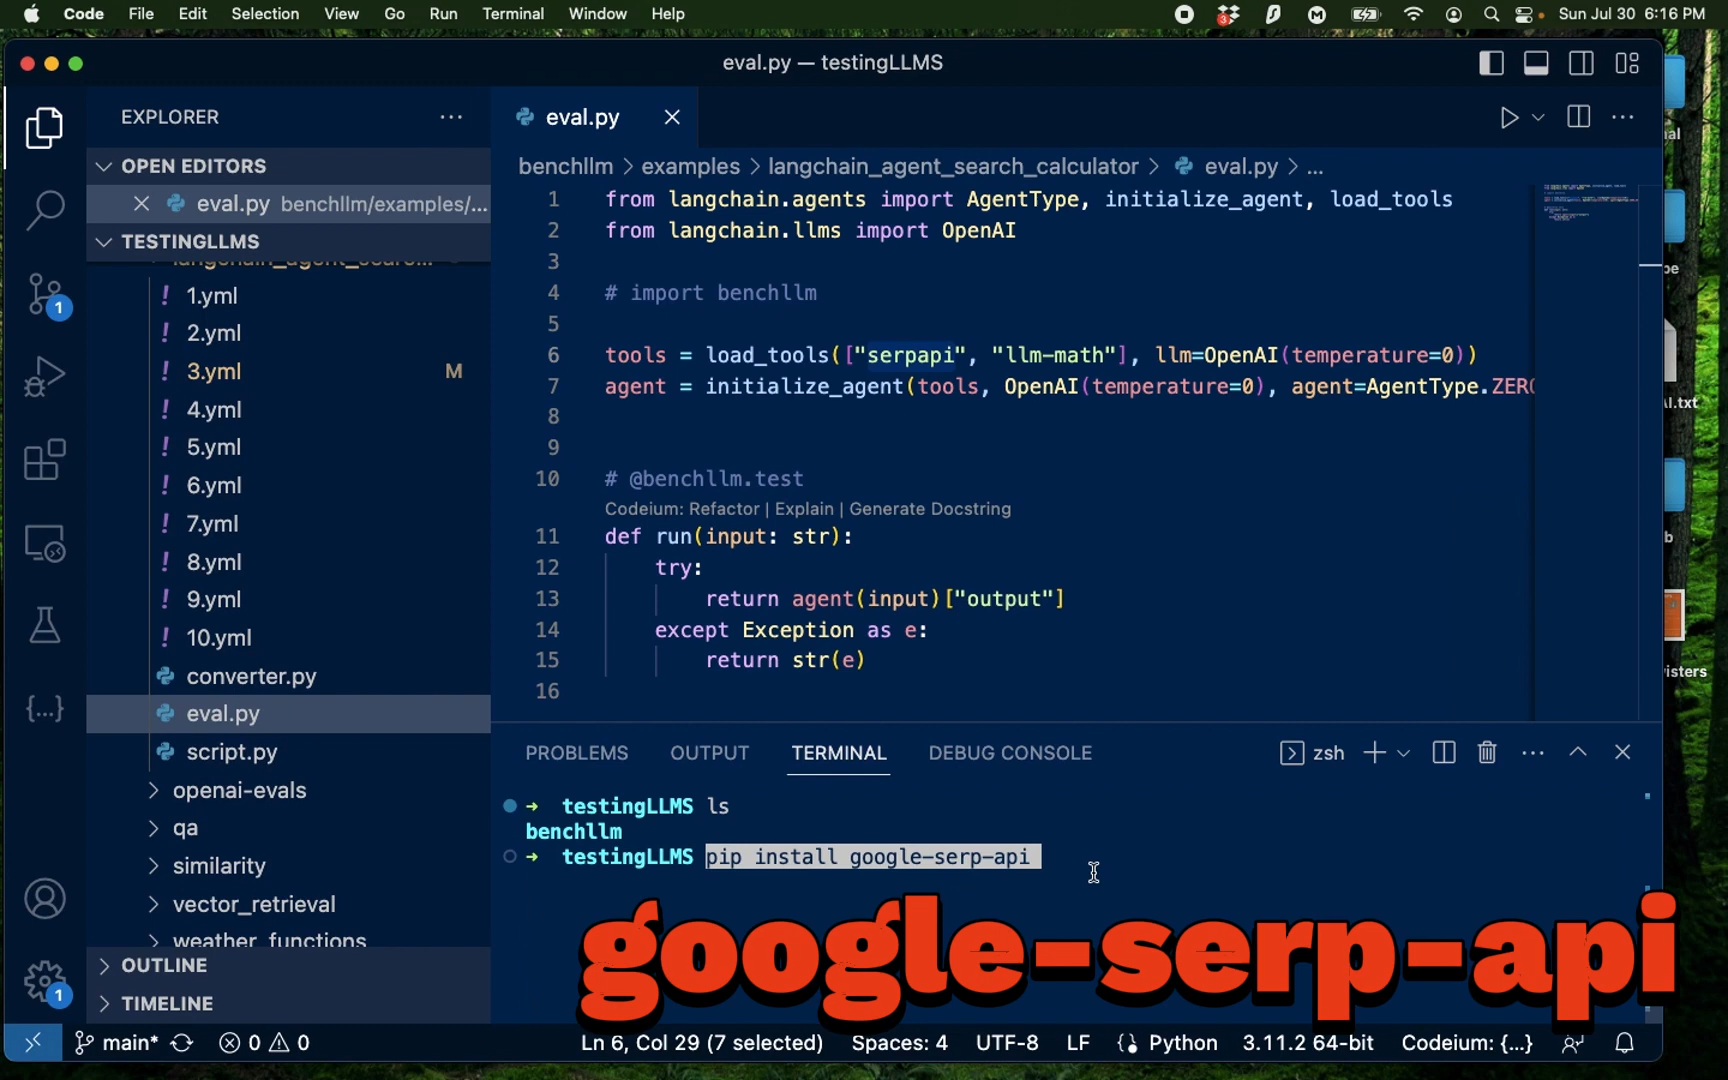 Code File Edit Selection View Go Run Terminal Window Help
3
Sun Jul 30 6:16 PM
eval.py — testingLLMS
EXPLORER
eval.py
OPEN EDITORS
eval.py benchllm/examples/...
benchllm > examples > langchain_agent_search_calculator > eval.py > ...
TESTINGLLMS
1.yml
2.yml
3.yml M
4.yml
5.yml
6.yml
7.yml
8.yml
9.yml
10.yml
converter.py
eval.py
script.py
openai-evals
qa
similarity
vector_retrieval
weather_functions
OUTLINE
TIMELINE
1
1
1 from langchain.agents import AgentType, initialize_agent, load_tools
2 from langchain.llms import OpenAI
3
4 # import benchllm
5
6 tools = load_tools(["serpapi", "llm-math"], llm=OpenAI(temperature=0))
7 agent = initialize_agent(tools, OpenAI(temperature=0), agent=AgentType.ZERO
8
9
10 # @benchllm.test
Codeium: Refactor | Explain | Generate Docstring
11 def run(input: str):
12 try:
13 return agent(input)["output"]
14 except Exception as e:
15 return str(e)
16
PROBLEMS OUTPUT TERMINAL DEBUG CONSOLE zsh
→ testingLLMS ls
benchllm
→ testingLLMS pip install google-serp-api
google-serp-api
main* 0 0 Ln 6, Col 29 (7 selected) Spaces: 4 UTF-8 LF Python 3.11.2 64-bit Codeium: {...}